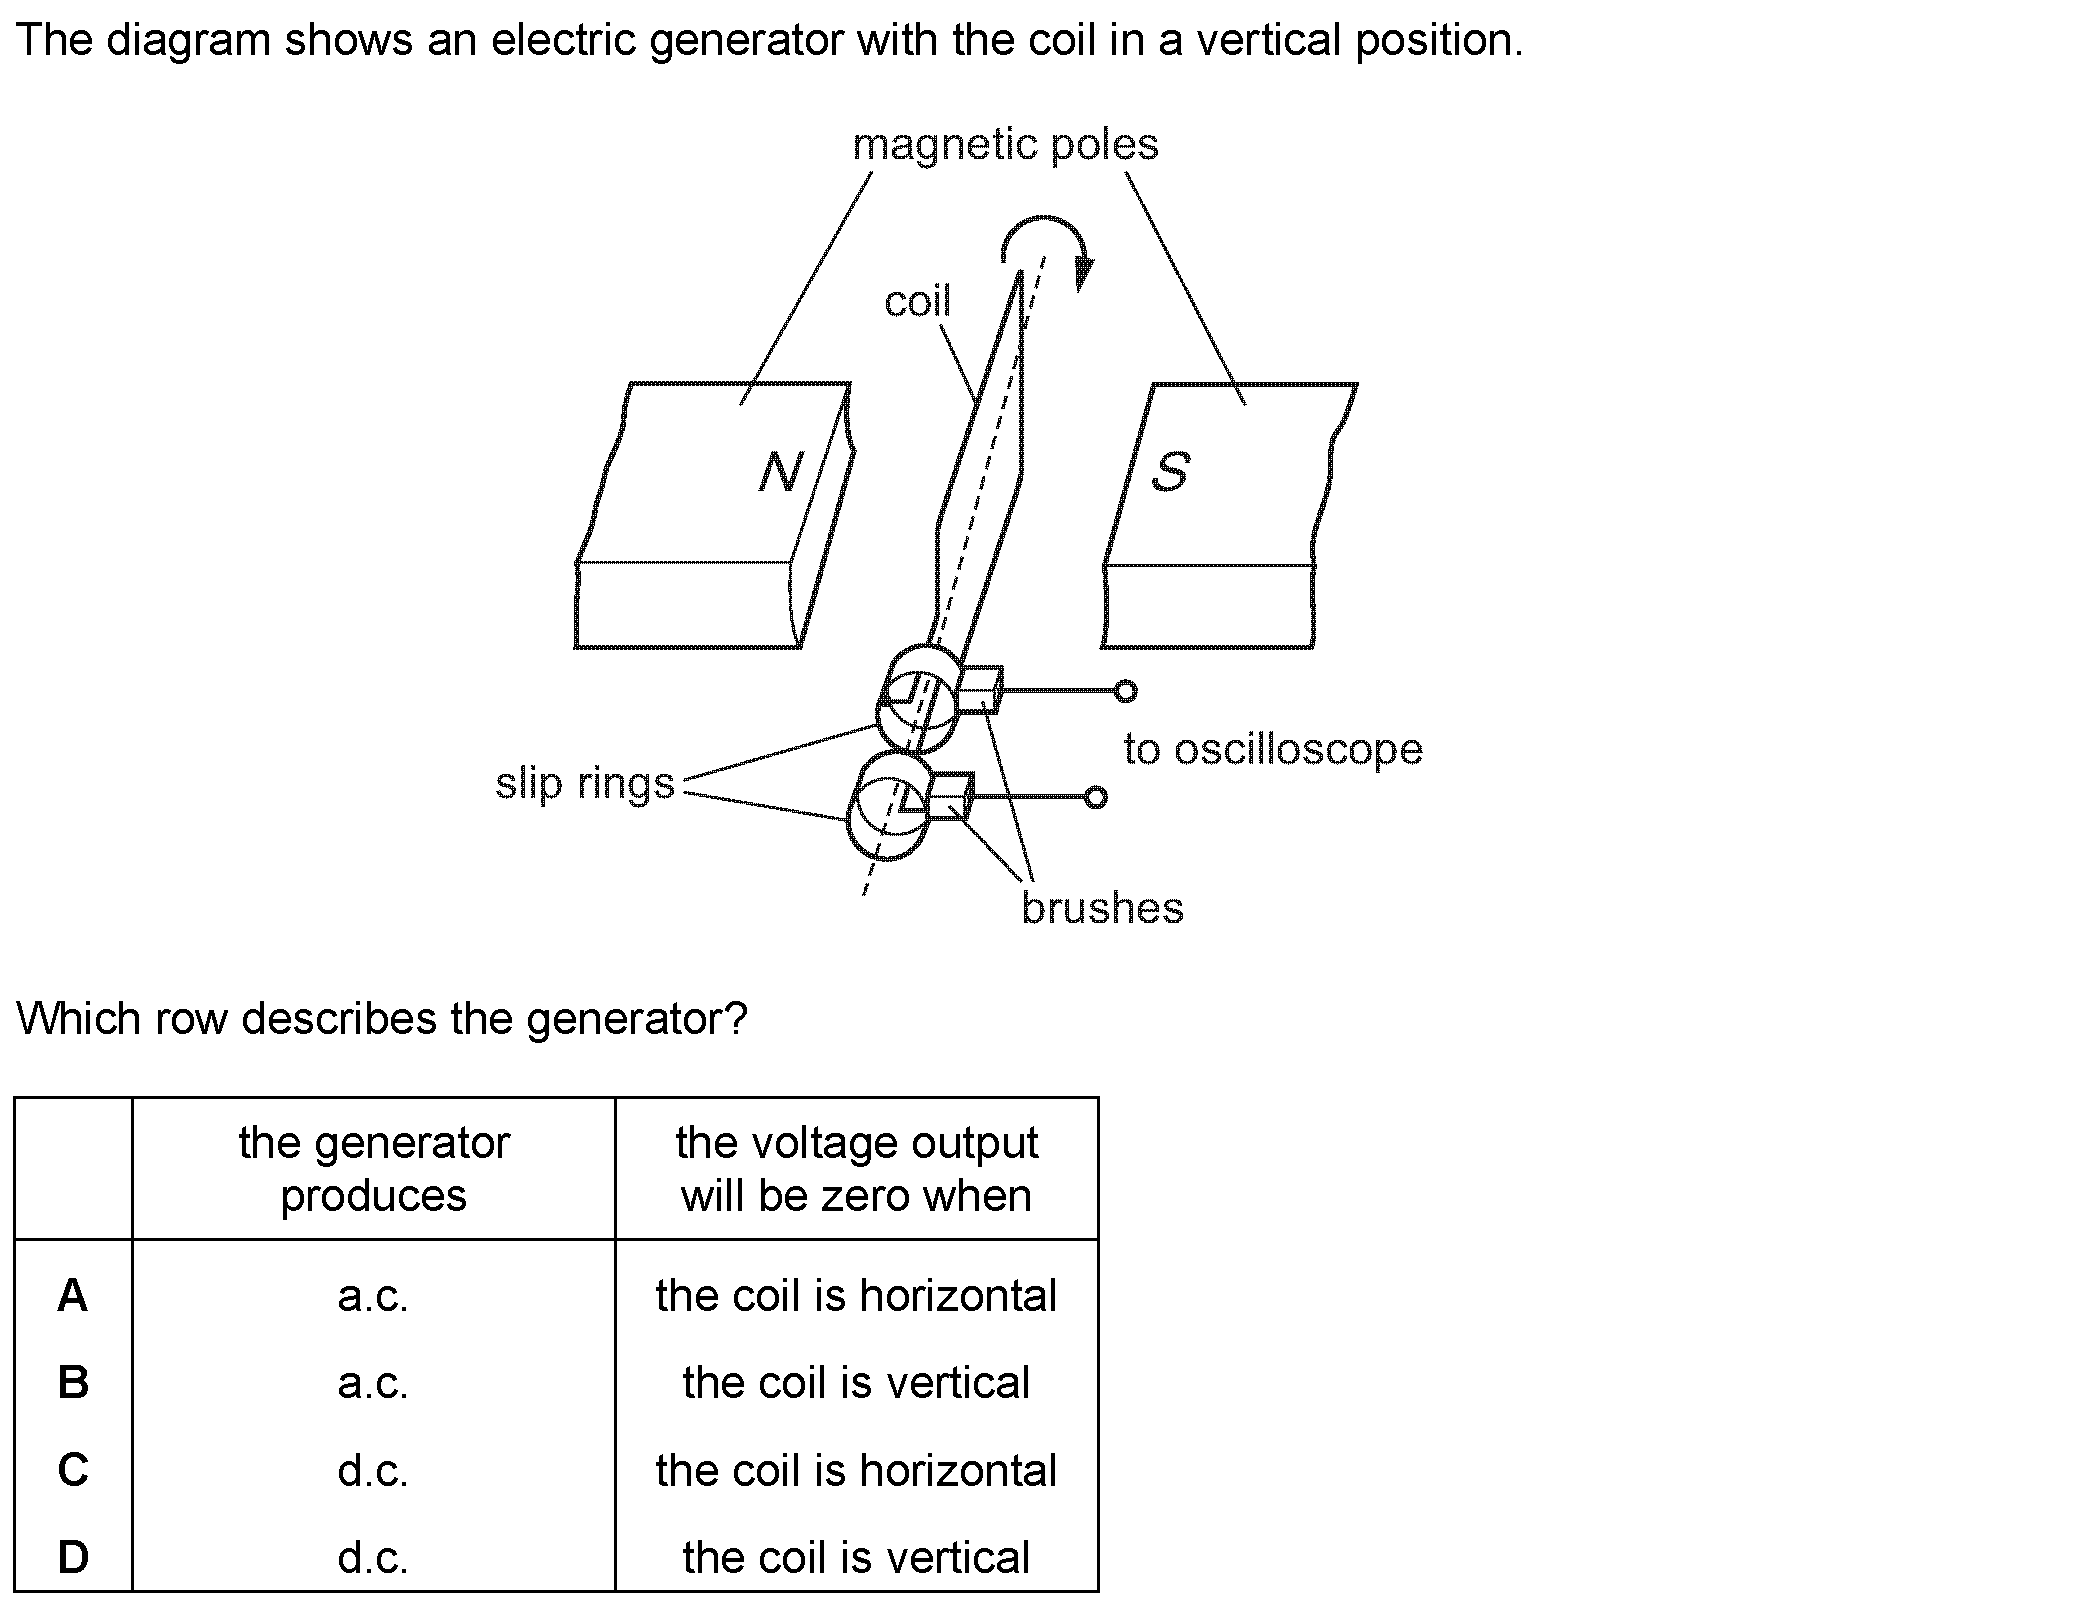 The diagram shows an electric generator with the coil in a vertical position.
magnetic poles
coil
N
S
to oscilloscope
slip rings
brushes
Which row describes the generator?
the generator produces
the voltage output will be zero when
A a.c. the coil is horizontal
B a.c. the coil is vertical
C d.c. the coil is horizontal
D d.c. the coil is vertical